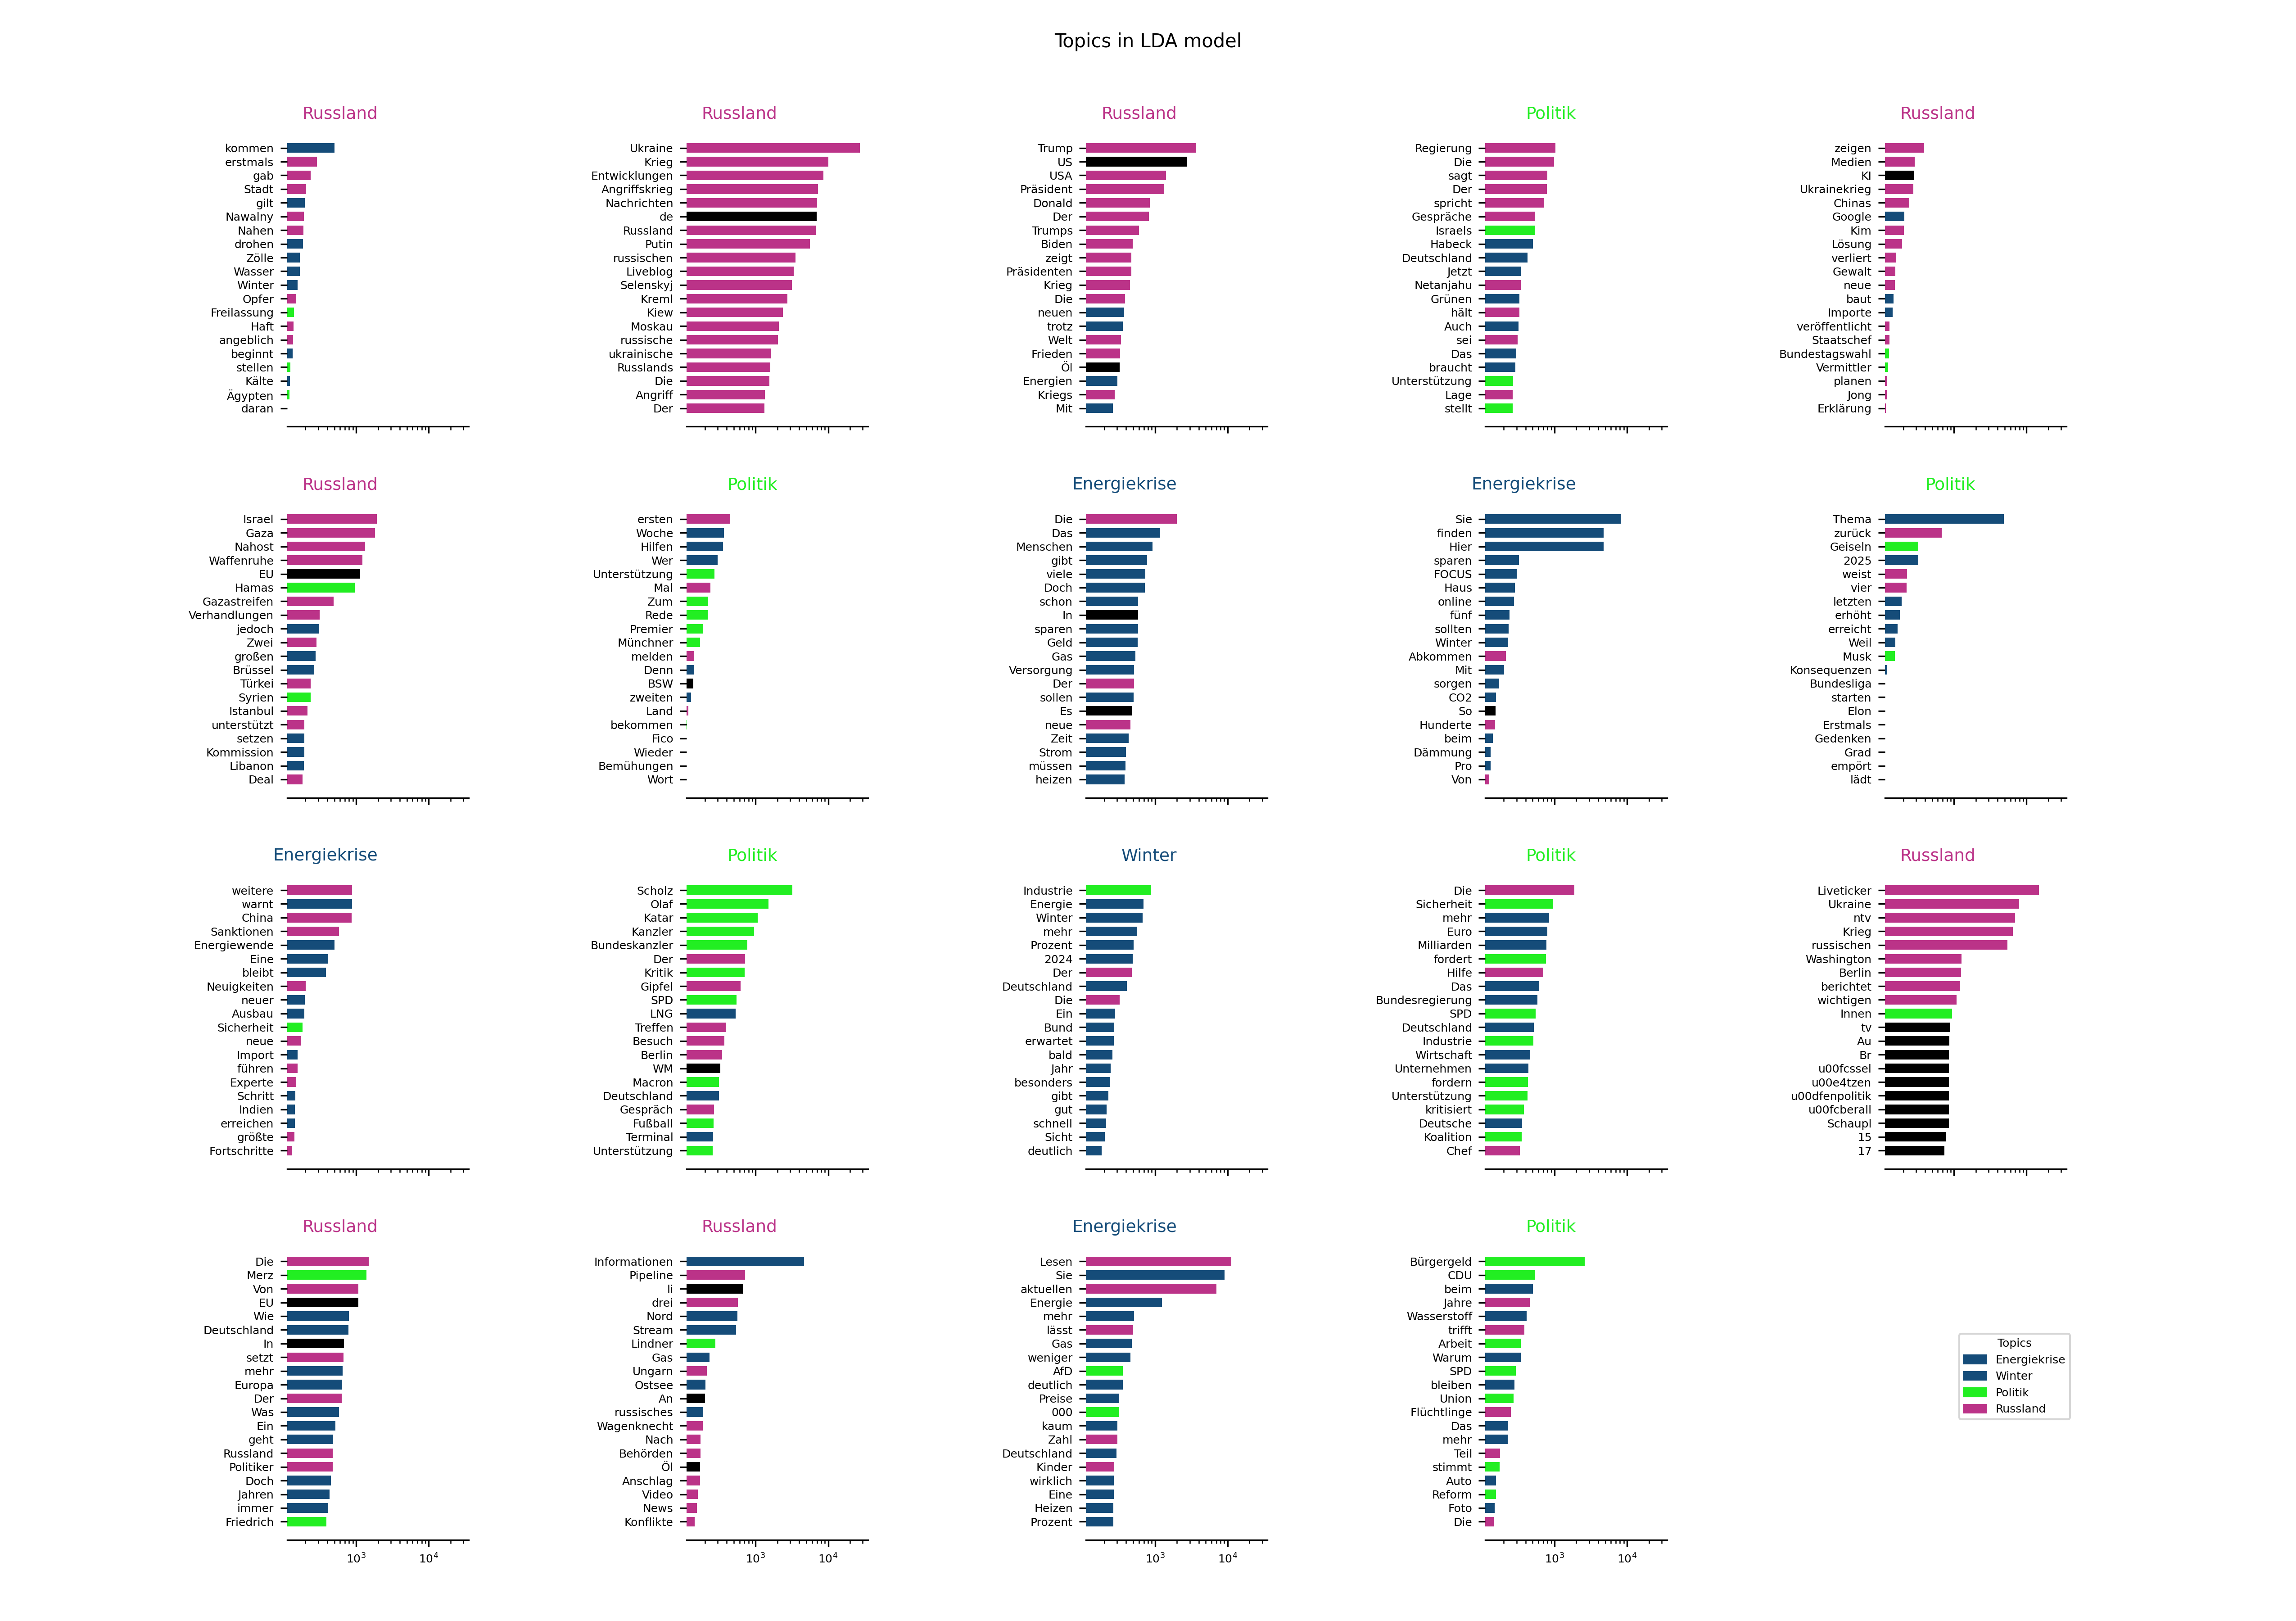 Topics in LDA model
Russland
kommen
erstmals
gab
Stadt
gilt
Nawalny
Nahen
drohen
Zölle
Wasser
Winter
Opfer
Freilassung
Haft
angeblich
beginnt
stellen
Kälte
Ägypten
daran
Russland
Ukraine
Krieg
Entwicklungen
Angriffskrieg
Nachrichten
de
Russland
Putin
russischen
Liveblog
Selenskyj
Kreml
Kiew
Moskau
russische
ukrainische
Russlands
Die
Angriff
Der
Russland
Trump
US
USA
Präsident
Donald
Der
Trumps
Biden
zeigt
Präsidenten
Krieg
Die
neuen
trotz
Welt
Frieden
Öl
Energien
Kriegs
Mit
Politik
Regierung
Die
sagt
Der
spricht
Gespräche
Israels
Habeck
Deutschland
Jetzt
Netanjahu
Grünen
hält
Auch
sei
Das
braucht
Unterstützung
Lage
stellt
Russland
zeigen
Medien
KI
Ukrainekrieg
Chinas
Google
Kim
Lösung
verliert
Gewalt
neue
baut
Importe
veröffentlicht
Staatschef
Bundestagswahl
Vermittler
planen
Jong
Erklärung
Russland
Israel
Gaza
Nahost
Waffenruhe
EU
Hamas
Gazastreifen
Verhandlungen
jedoch
Zwei
großen
Brüssel
Türkei
Syrien
Istanbul
unterstützt
setzen
Kommission
Libanon
Deal
Politik
ersten
Woche
Hilfen
Wer
Unterstützung
Mal
Zum
Rede
Premier
Münchner
melden
Denn
BSW
zweiten
Land
bekommen
Fico
Wieder
Bemühungen
Wort
Energiekrise
Die
Das
Menschen
gibt
viele
Doch
schon
In
sparen
Geld
Gas
Versorgung
Der
sollen
Es
neue
Zeit
Strom
müssen
heizen
Energiekrise
Sie
finden
Hier
sparen
FOCUS
Haus
online
fünf
sollten
Winter
Abkommen
Mit
sorgen
CO2
So
Hunderte
beim
Dämmung
Pro
Von
Politik
Thema
zurück
Geiseln
2025
weist
vier
letzten
erhöht
erreicht
Weil
Musk
Konsequenzen
Bundesliga
starten
Elon
Erstmals
Gedenken
Grad
empört
lädt
Energiekrise
weitere
warnt
China
Sanktionen
Energiewende
Eine
bleibt
Neuigkeiten
neuer
Ausbau
Sicherheit
neue
Import
führen
Experte
Schritt
Indien
erreichen
größte
Fortschritte
Politik
Scholz
Olaf
Katar
Kanzler
Bundeskanzler
Der
Kritik
Gipfel
SPD
LNG
Treffen
Besuch
Berlin
WM
Macron
Deutschland
Gespräch
Fußball
Terminal
Unterstützung
Winter
Industrie
Energie
Winter
mehr
Prozent
2024
Der
Deutschland
Die
Ein
Bund
erwartet
bald
Jahr
besonders
gibt
gut
schnell
Sicht
deutlich
Politik
Die
Sicherheit
mehr
Euro
Milliarden
fordert
Hilfe
Das
Bundesregierung
SPD
Deutschland
Industrie
Wirtschaft
Unternehmen
fordern
Unterstützung
kritisiert
Deutsche
Koalition
Chef
Russland
Liveticker
Ukraine
ntv
Krieg
russischen
Washington
Berlin
berichtet
wichtigen
Innen
tv
Au
Br
u00fcssel
u00e4tzen
u00dfenpolitik
u00fcberall
Schaupl
15
17
Russland
Die
Merz
Von
EU
Wie
Deutschland
In
setzt
mehr
Europa
Der
Was
Ein
geht
Russland
Politiker
Doch
Jahren
immer
Friedrich
10³ 10⁴
Russland
Informationen
Pipeline
li
drei
Nord
Stream
Lindner
Gas
Ungarn
Ostsee
An
russisches
Wagenknecht
Nach
Behörden
Öl
Anschlag
Video
News
Konflikte
10³ 10⁴
Energiekrise
Lesen
Sie
aktuellen
Energie
mehr
lässt
Gas
weniger
AfD
deutlich
Preise
000
kaum
Zahl
Deutschland
Kinder
wirklich
Eine
Heizen
Prozent
10³ 10⁴
Politik
Bürgergeld
CDU
beim
Jahre
Wasserstoff
trifft
Arbeit
Warum
SPD
bleiben
Union
Flüchtlinge
Das
mehr
Teil
stimmt
Auto
Reform
Foto
Die
10³ 10⁴
Topics
Energiekrise
Winter
Politik
Russland